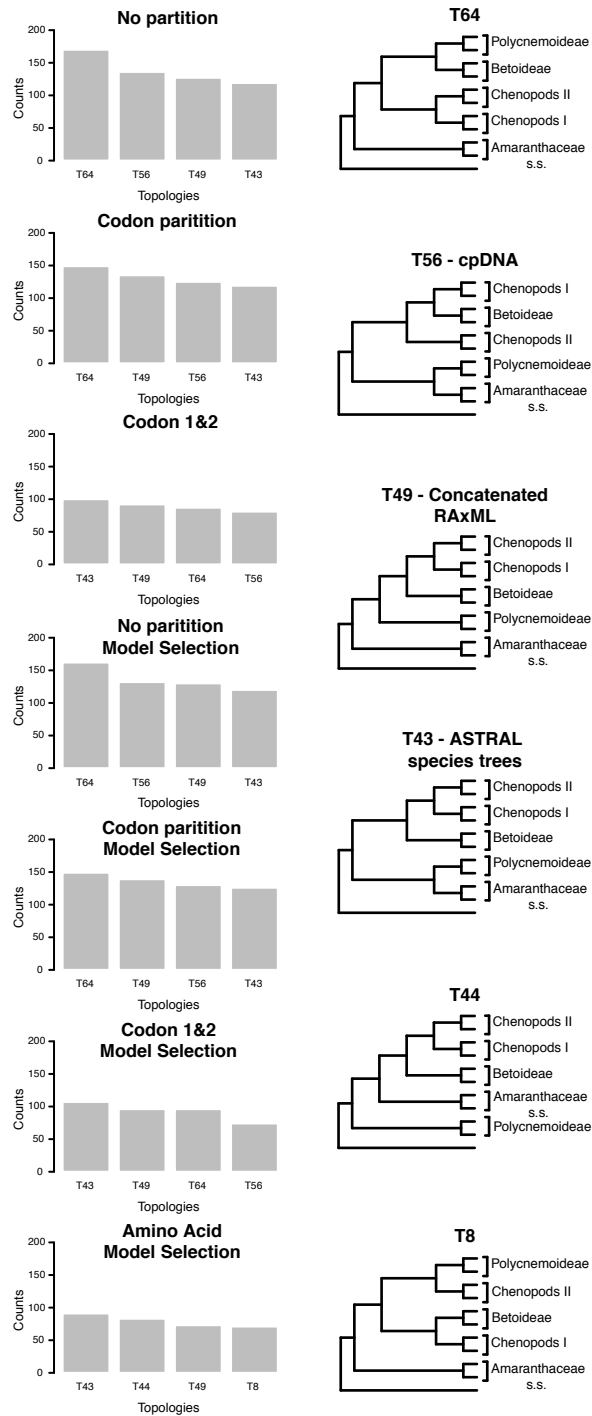 No partition
200
150
100
50
0
Counts
T64 T56 T49 T43
Topologies
Codon paritition
200
150
100
50
0
Counts
T64 T49 T56 T43
Topologies
Codon 1&2
200
150
100
50
0
Counts
T43 T49 T64 T56
Topologies
No paritition
Model Selection
200
150
100
50
0
Counts
T64 T56 T49 T43
Topologies
Codon paritition
Model Selection
200
150
100
50
0
Counts
T64 T49 T56 T43
Topologies
Codon 1&2
Model Selection
200
150
100
50
0
Counts
T43 T49 T64 T56
Topologies
Amino Acid
Model Selection
200
150
100
50
0
Counts
T43 T44 T49 T8
Topologies
T64
Polycnemoideae
Betoideae
Chenopods II
Chenopods I
Amaranthaceae
s.s.
T56 - cpDNA
Chenopods I
Betoideae
Chenopods II
Polycnemoideae
Amaranthaceae
s.s.
T49 - Concatenated
RAxML
Chenopods II
Chenopods I
Betoideae
Polycnemoideae
Amaranthaceae
s.s.
T43 - ASTRAL
species trees
Chenopods II
Chenopods I
Betoideae
Polycnemoideae
Amaranthaceae
s.s.
T44
Chenopods II
Chenopods I
Betoideae
Amaranthaceae
s.s.
Polycnemoideae
T8
Polycnemoideae
Chenopods II
Betoideae
Chenopods I
Amaranthaceae
s.s.